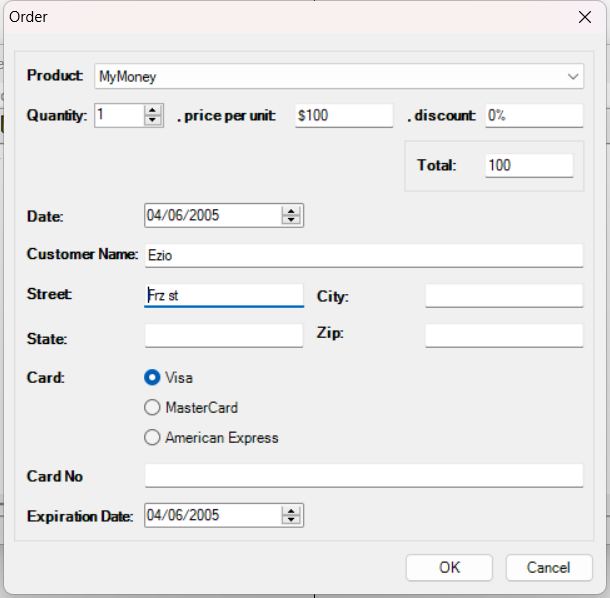 Order
Product: MyMoney
Quantity: 1 , price per unit: $100 , discount: 0%
Total: 100
Date: 04/06/2005
Customer Name: Ezio
Street: Frz st City:
State: Zip:
Card: Visa
MasterCard
American Express
Card No
Expiration Date: 04/06/2005
OK Cancel